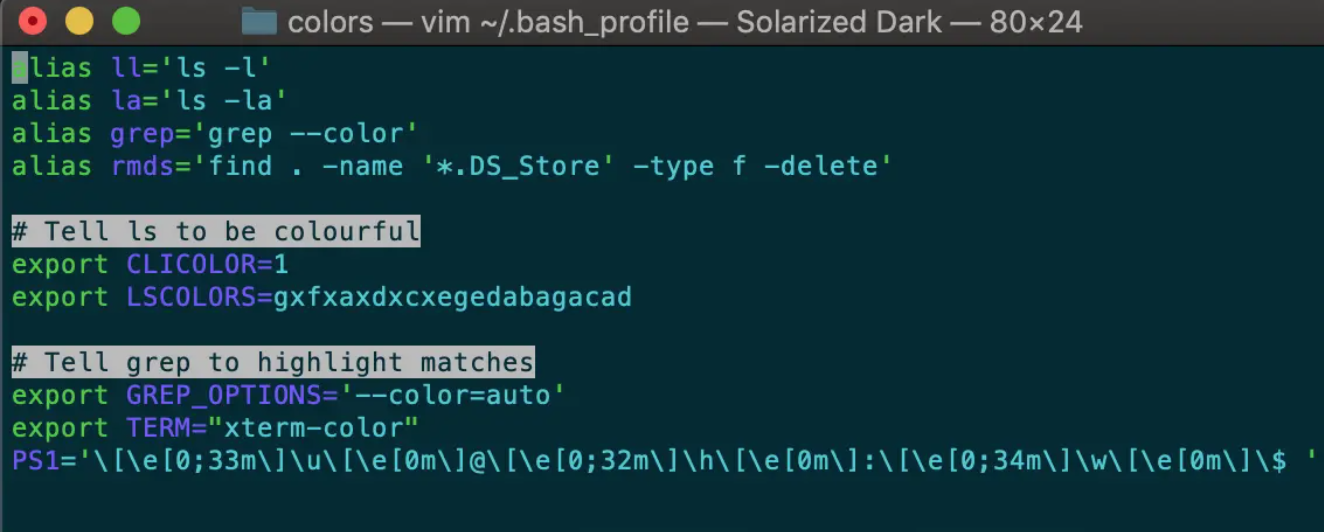 colors — vim ~/.bash_profile — Solarized Dark — 80×24
alias ll='ls -l'
alias la='ls -la'
alias grep='grep --color'
alias rmds='find . -name '*.DS_Store' -type f -delete'
# Tell ls to be colourful
export CLICOLOR=1
export LSCOLORS=gxfxaxdxcxegedabagacad
# Tell grep to highlight matches
export GREP_OPTIONS='--color=auto'
export TERM="xterm-color"
PS1='\[\e[0;33m\]\u\[\e[0m\]@\[\e[0;32m\]\h\[\e[0m\]:\[\e[0;34m\]\w\[\e[0m\]\$ '